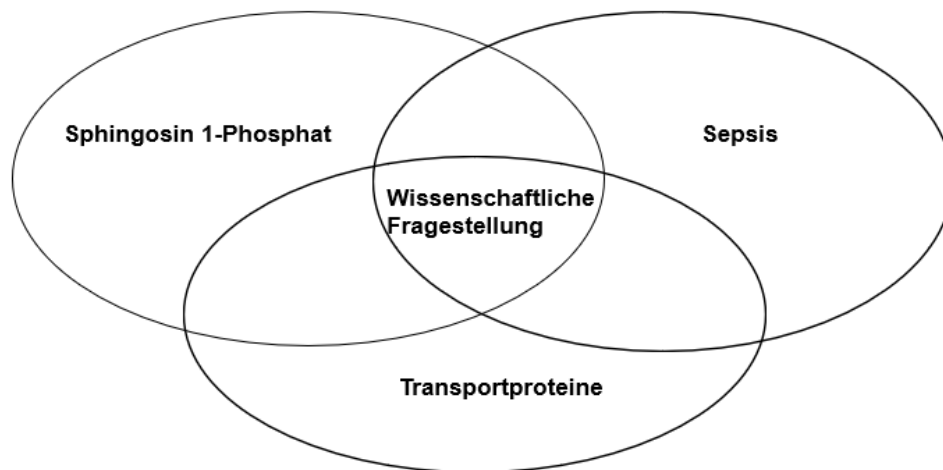 Sphingosin 1-Phosphat
Sepsis
Wissenschaftliche
Fragestellung
Transportproteine